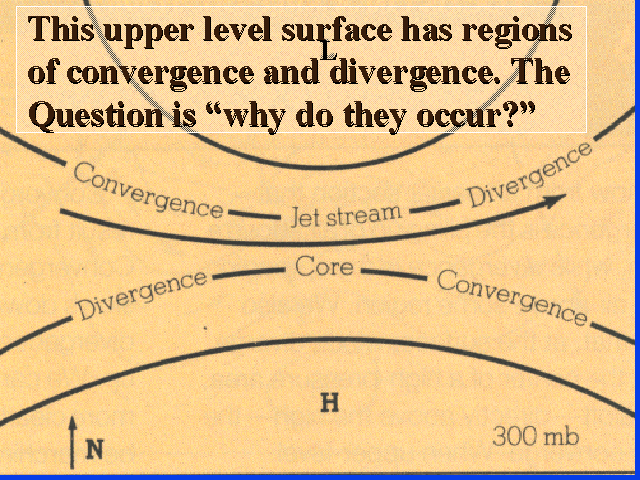 This upper level surface has regions
of convergence and divergence. The
Question is “why do they occur?”
L
Convergence
Jet stream
Divergence
Divergence
Core
Convergence
H
N
300 mb